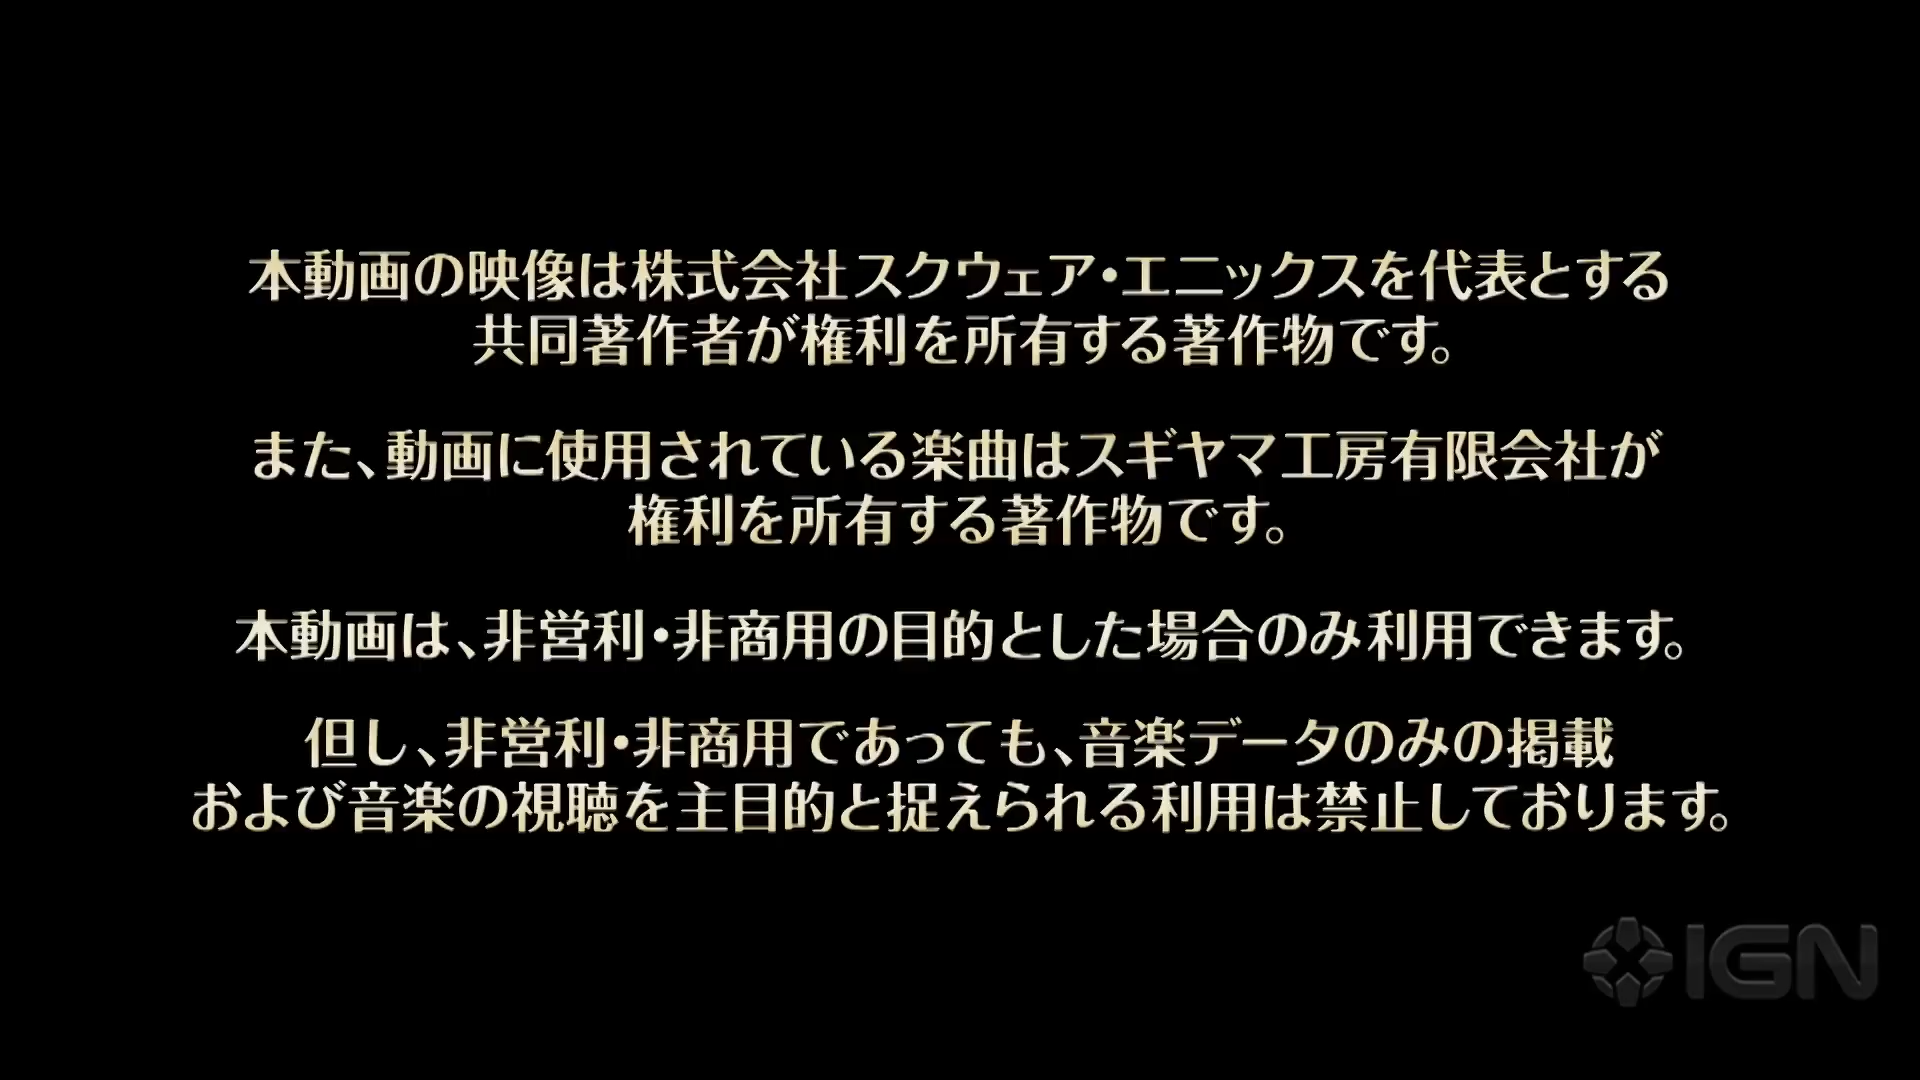 本動画の映像は株式会社スクウェア・エニックスを代表とする
共同著作者が権利を所有する著作物です。
また、動画に使用されている楽曲はスギヤマ工房有限会社が
権利を所有する著作物です。
本動画は、非営利・非商用の目的とした場合のみ利用できます。
但し、非営利・非商用であっても、音楽データのみの掲載
および音楽の視聴を主目的と捉えられる利用は禁止しております。
IGN